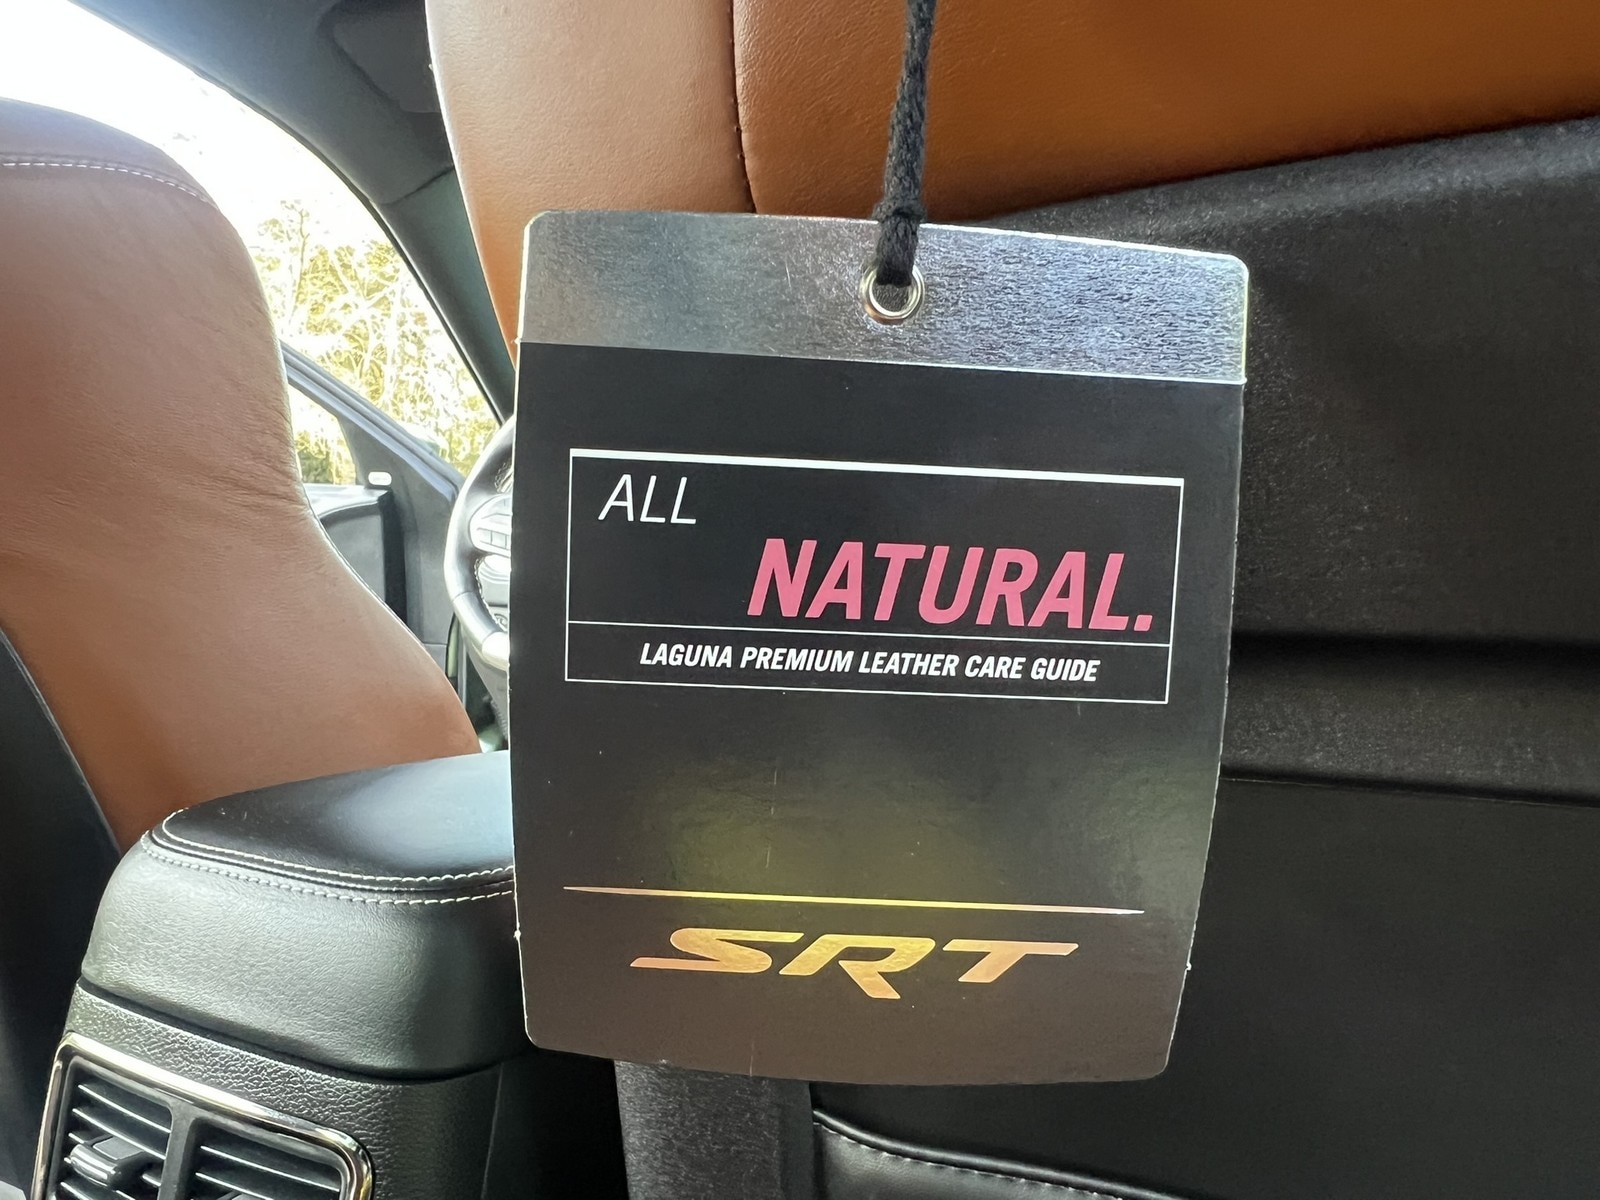 ALL
NATURAL.
LAGUNA PREMIUM LEATHER CARE GUIDE
SRT